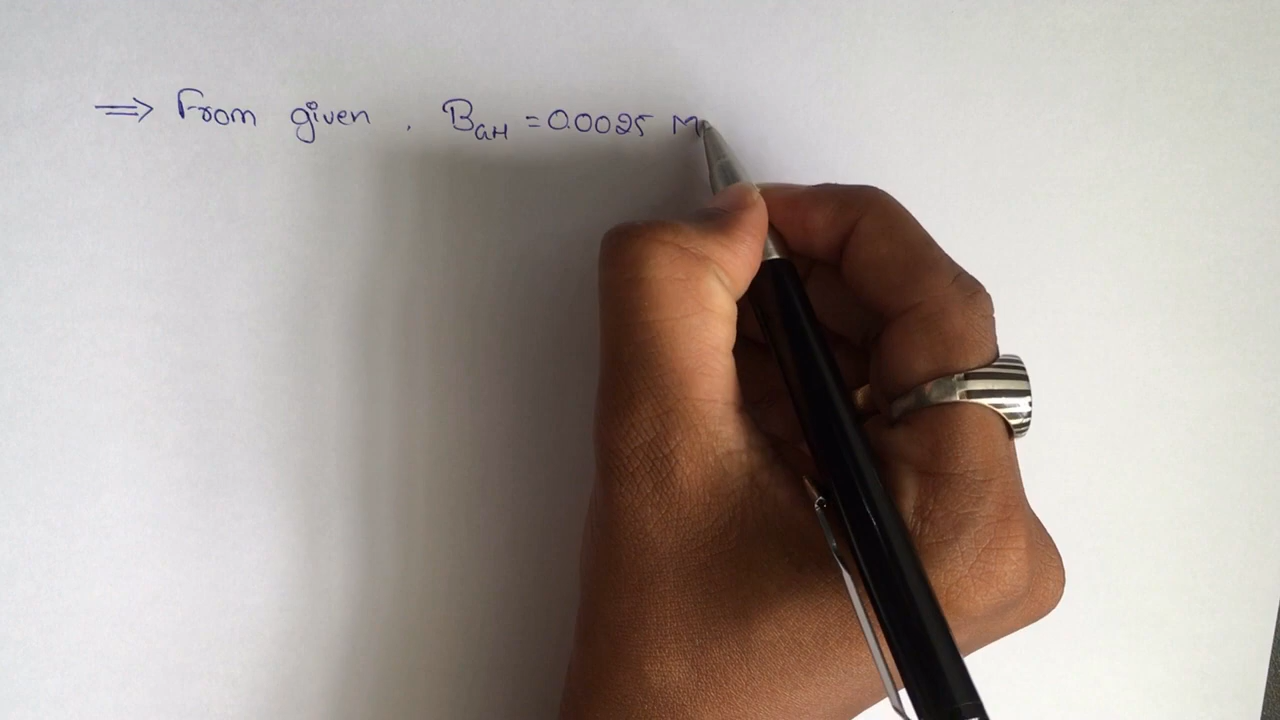 ⇒ From given , BaH = 0.0025 M